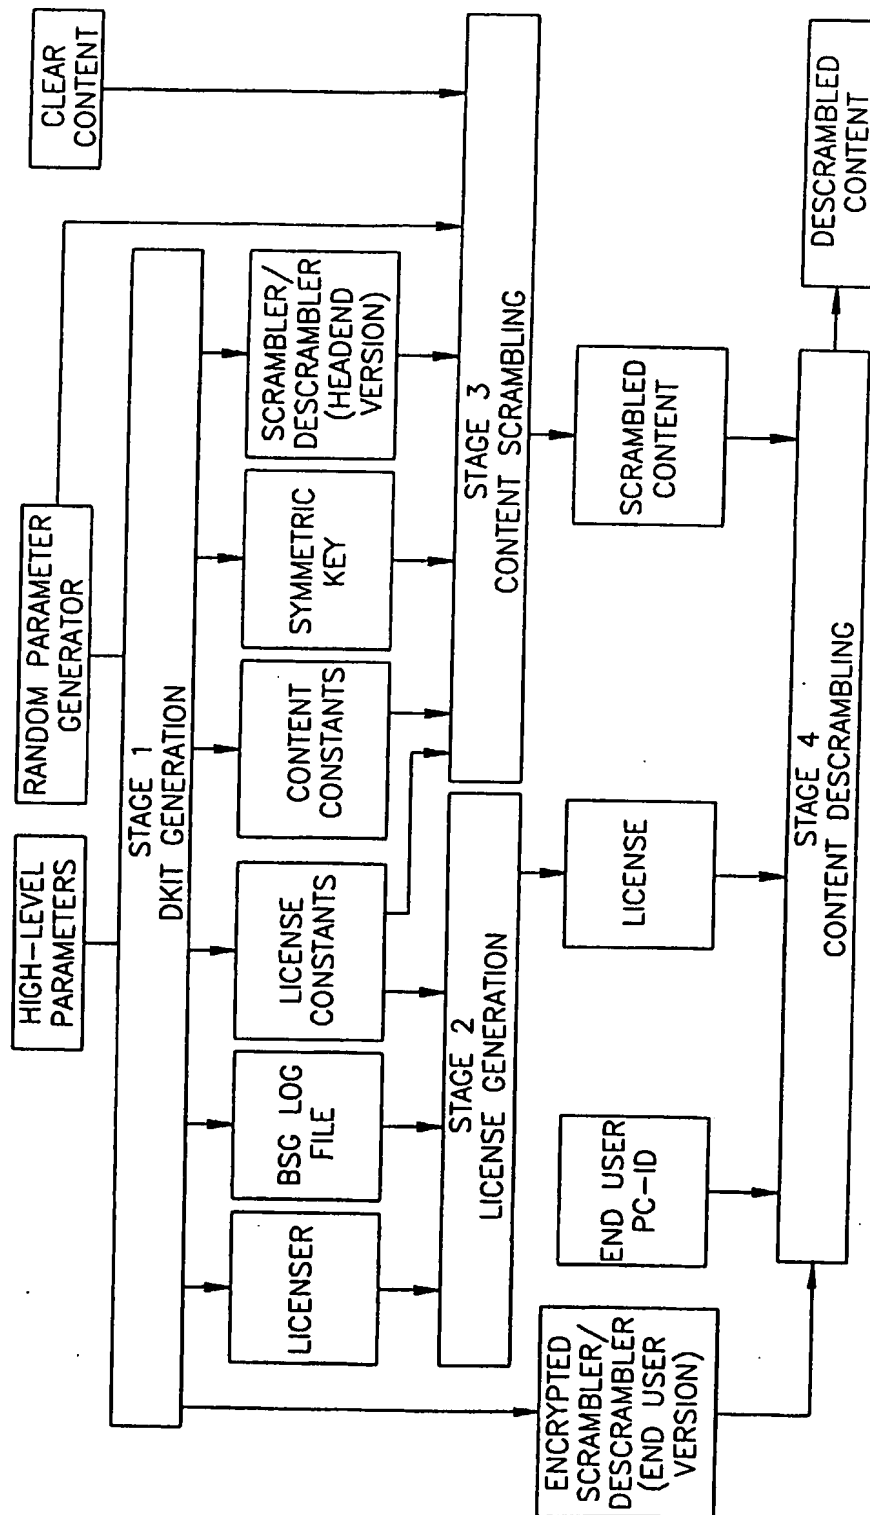 HIGH-LEVEL
PARAMETERS
RANDOM PARAMETER
GENERATOR
CLEAR
CONTENT
STAGE 1
DKIT GENERATION
LICENSER
BSG LOG
FILE
LICENSE
CONSTANTS
CONTENT
CONSTANTS
SYMMETRIC
KEY
SCRAMBLER/
DESCRAMBLER
(HEADEND
VERSION)
STAGE 2
LICENSE GENERATION
STAGE 3
CONTENT SCRAMBLING
ENCRYPTED
SCRAMBLER/
DESCRAMBLER
(END USER
VERSION)
END USER
PC-ID
LICENSE
SCRAMBLED
CONTENT
STAGE 4
CONTENT DESCRAMBLING
DESCRAMBLED
CONTENT